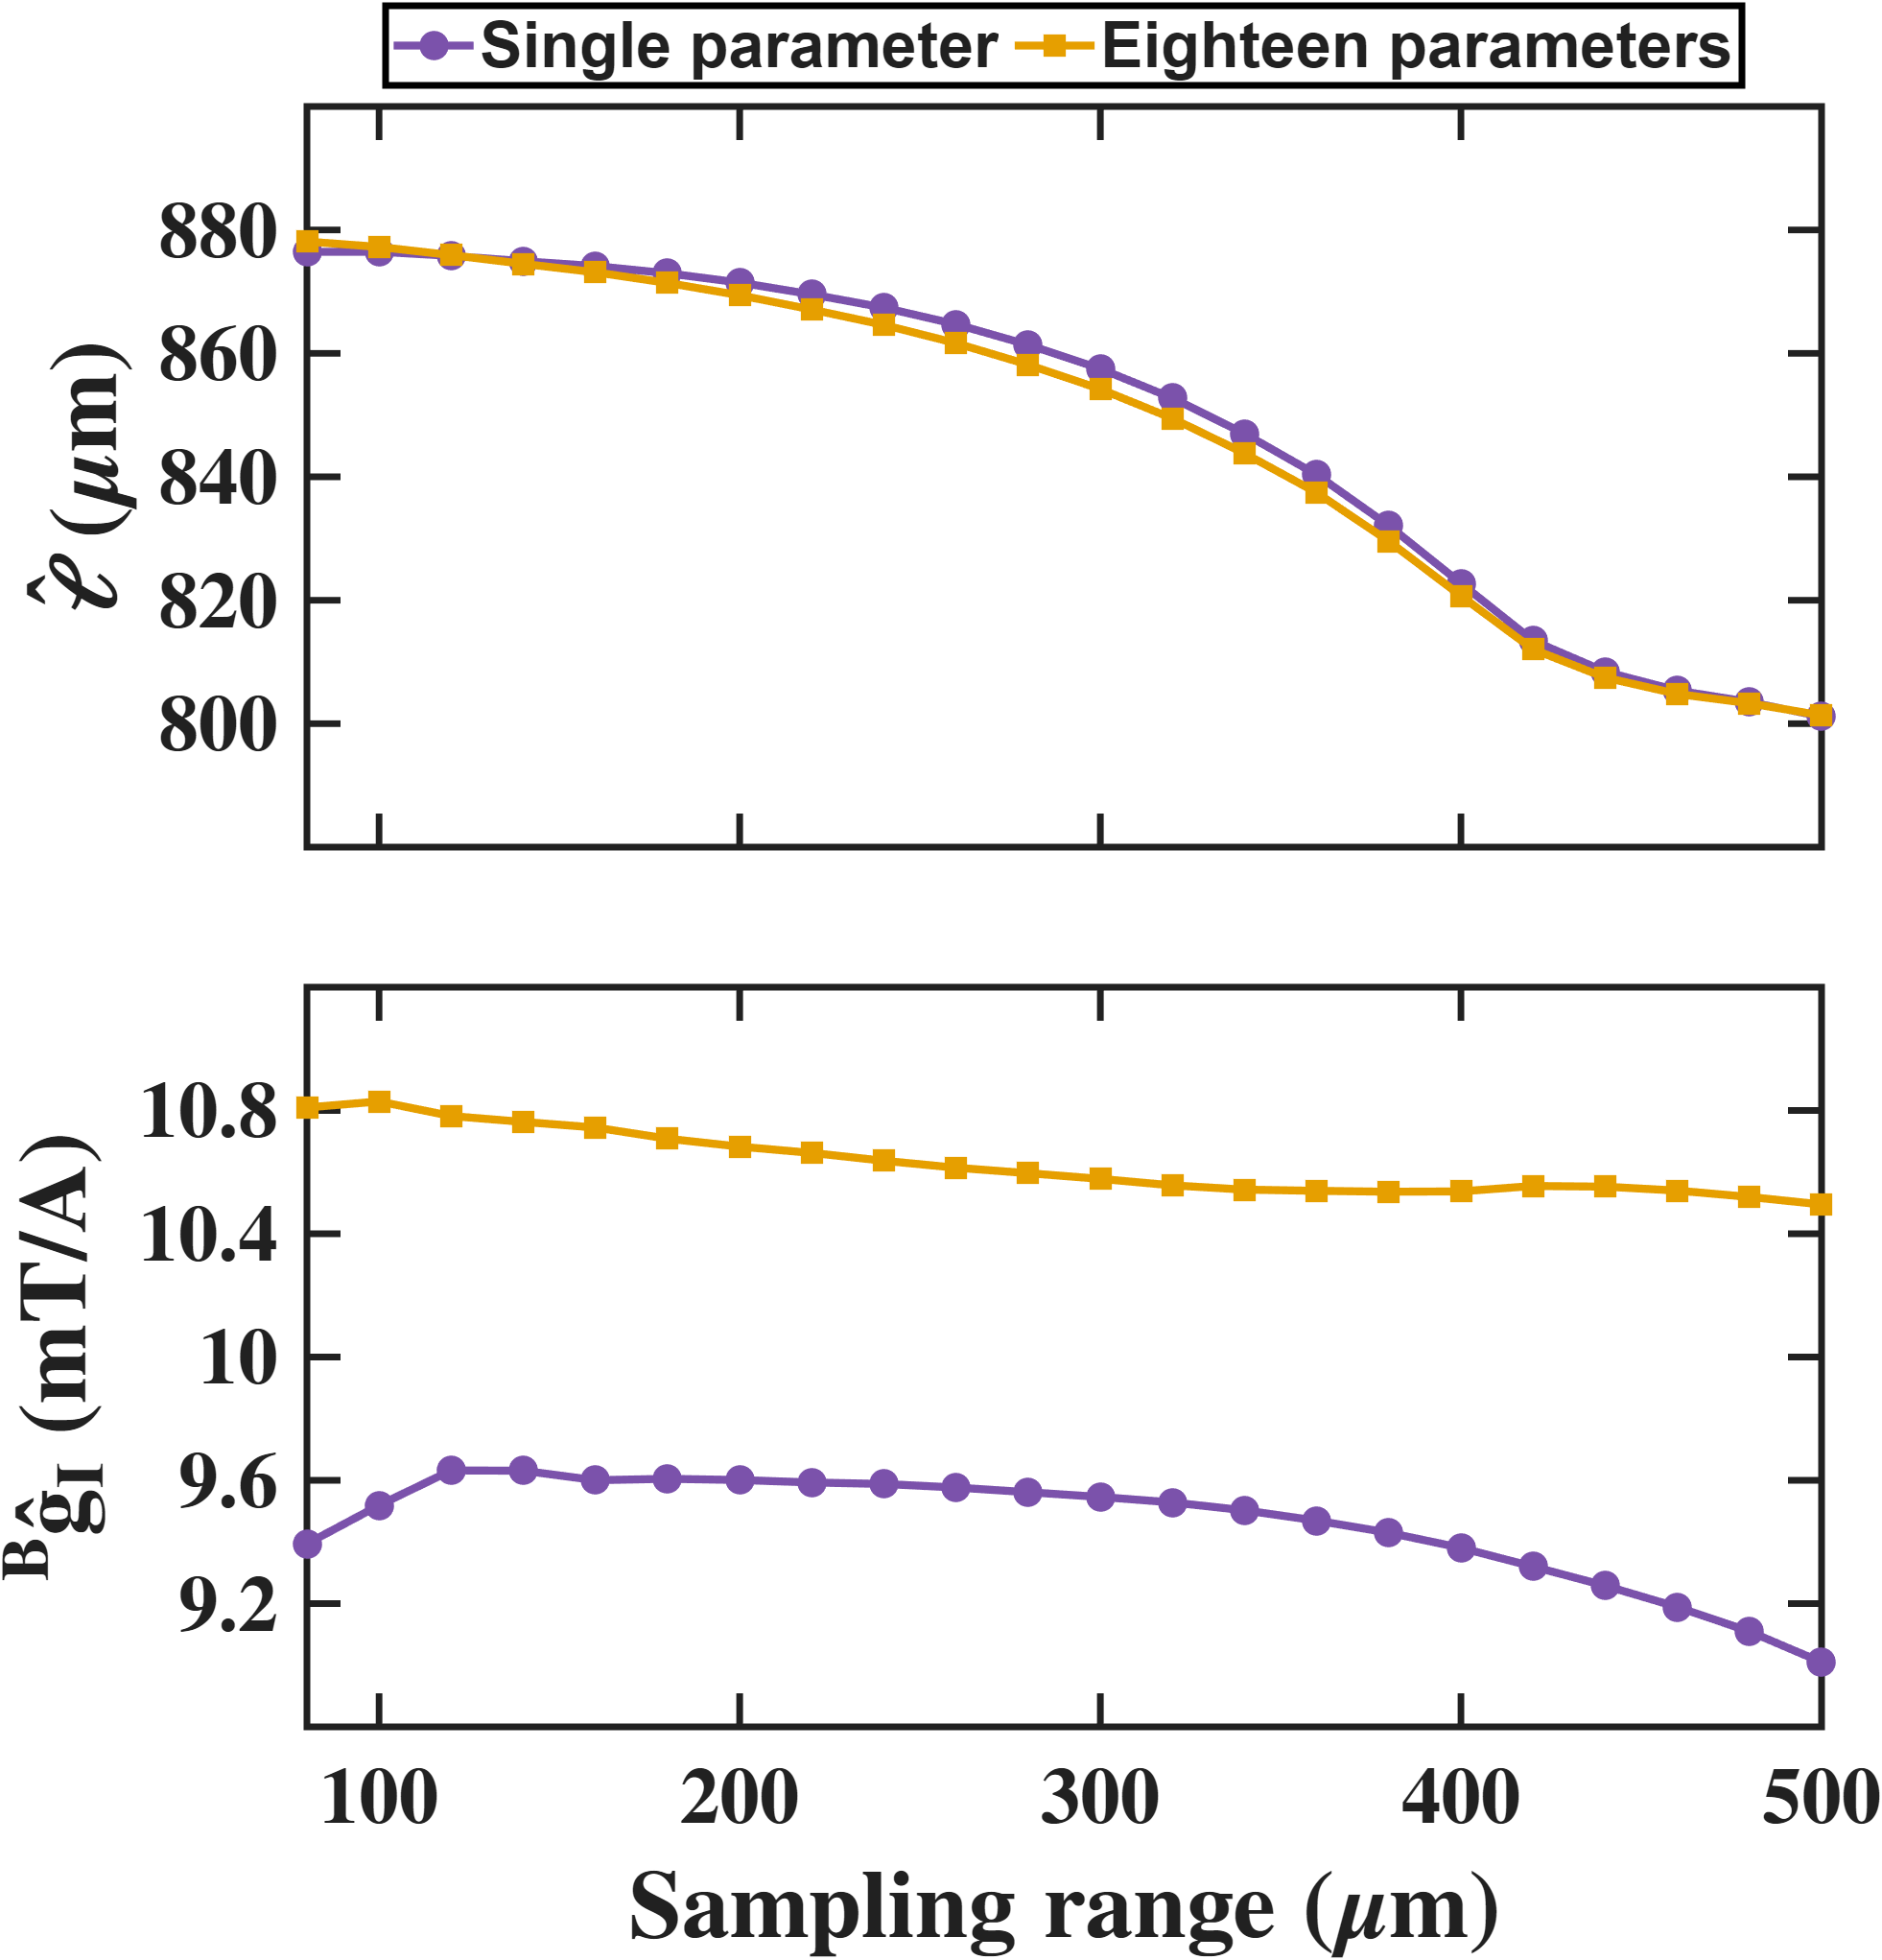 Single parameter Eighteen parameters
880
860
840
820
800
ℓ̂ (μm)
10.8
10.4
10
9.6
9.2
ᴮĝ_I (mT/A)
100 200 300 400 500
Sampling range (μm)